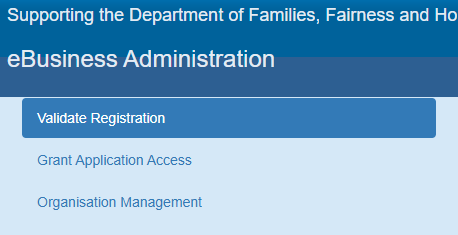 Supporting the Department of Families, Fairness and Ho
eBusiness Administration
Validate Registration
Grant Application Access
Organisation Management